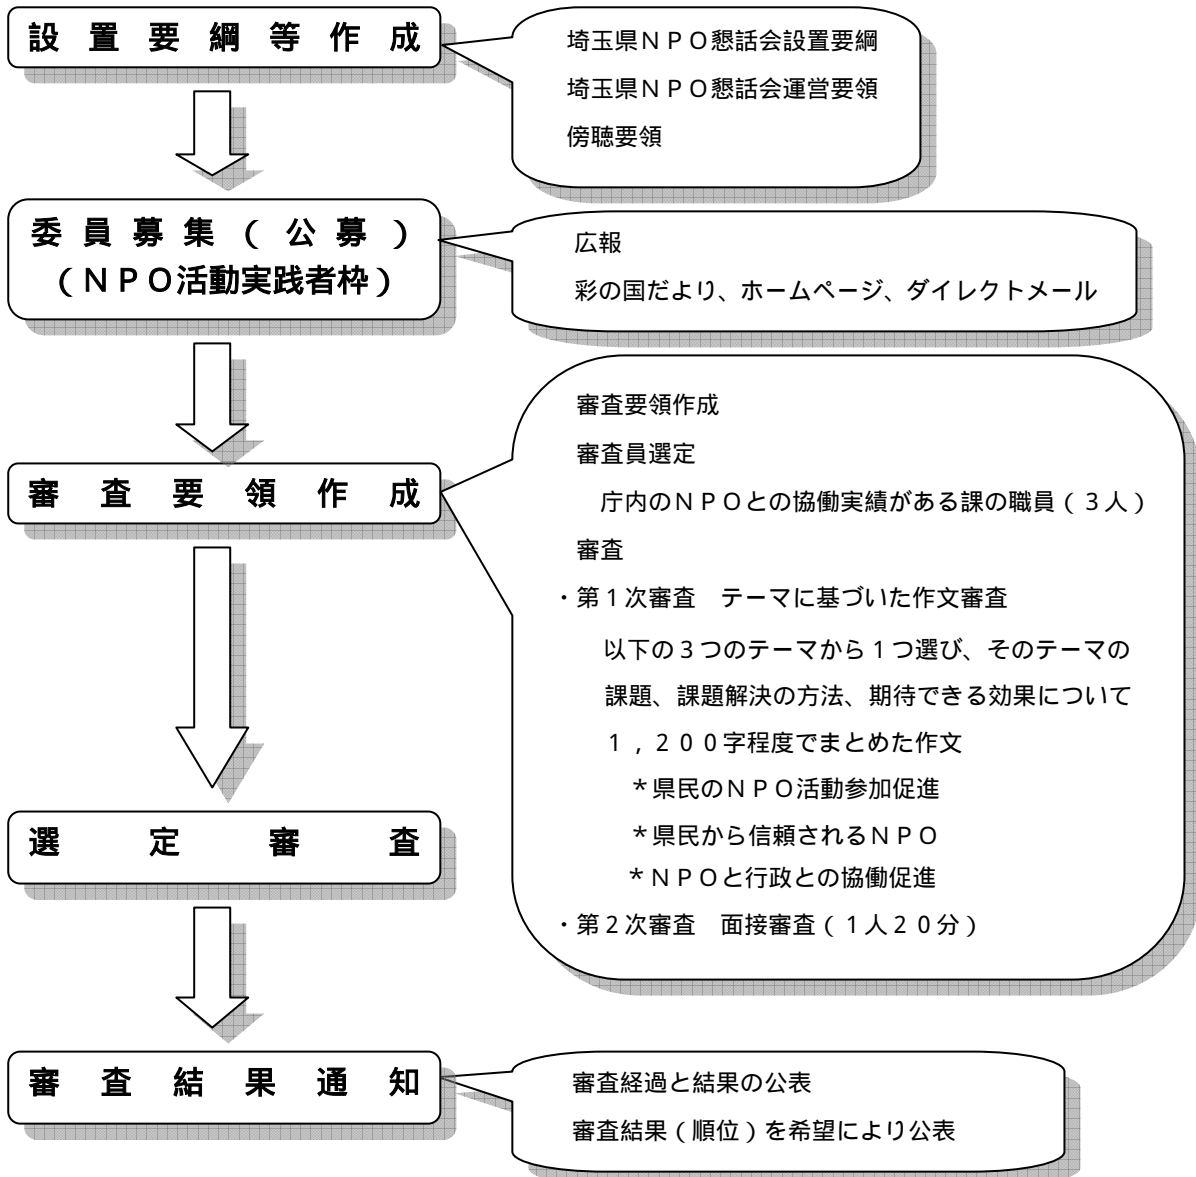 設置要綱等作成
埼玉県NPO懇話会設置要綱
埼玉県NPO懇話会運営要領
傍聴要領
委員募集(公募)
(NPO活動実践者枠)
広報
彩の国だより、ホームページ、ダイレクトメール
審査要領作成
審査要領作成
審査員選定
庁内のNPOとの協働実績がある課の職員(3人)
審査
・第1次審査 テーマに基づいた作文審査
以下の3つのテーマから1つ選び、そのテーマの
課題、課題解決の方法、期待できる効果について
1,200字程度でまとめた作文
*県民のNPO活動参加促進
*県民から信頼されるNPO
*NPOと行政との協働促進
・第2次審査 面接審査(1人20分)
選定審査
審査結果通知
審査経過と結果の公表
審査結果(順位)を希望により公表